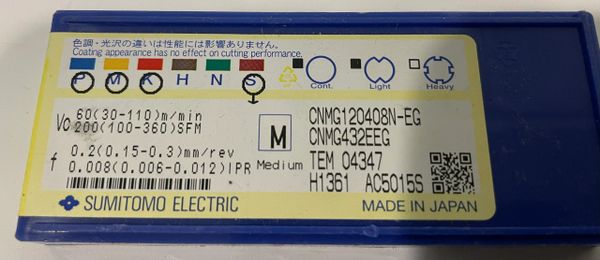 色調・光沢の違いは性能には影響ありません。
Coating appearance has no effect on cutting performance.
P M K H N S
Cont. Light Heavy
Vc 60(30-110)m/min
200(100-360)SFM
f 0.2(0.15-0.3)mm/rev
0.008(0.006-0.012)IPR
M
Medium
CNMG120408N-EG
CNMG432EEG
TEM 04347
H1361 AC5015S
SUMITOMO ELECTRIC
MADE IN JAPAN